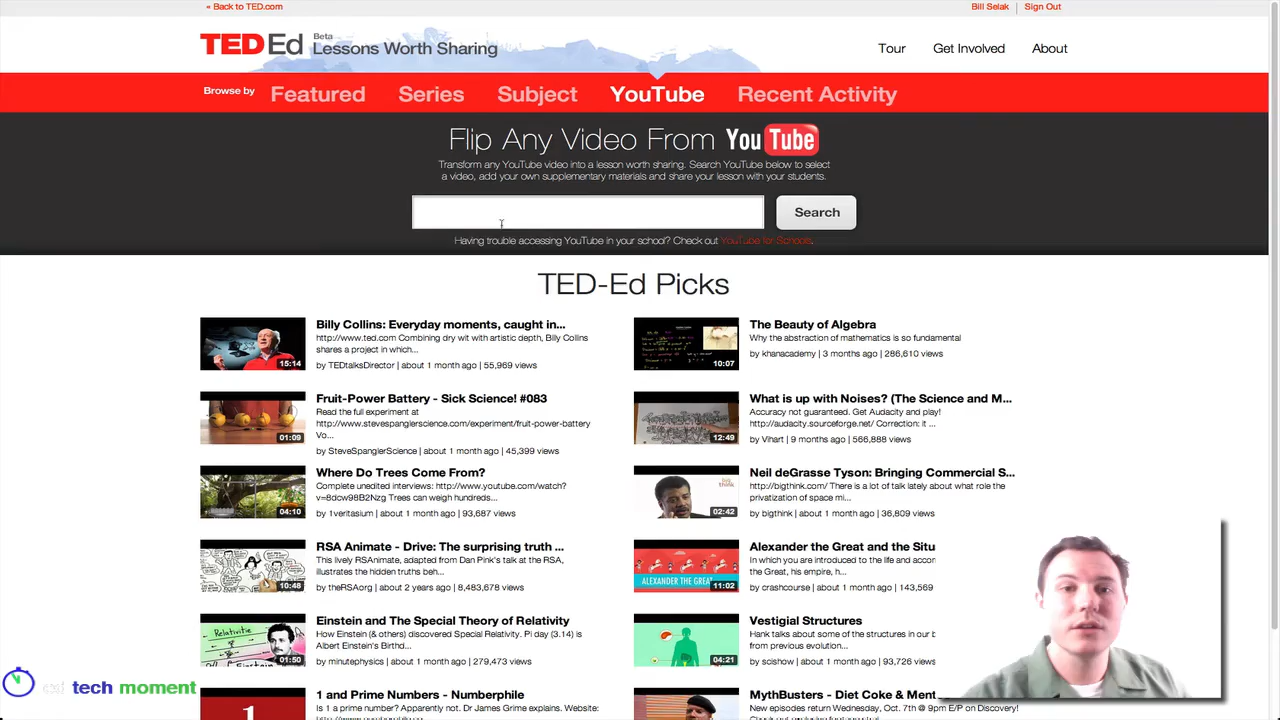 « Back to TED.com
Bill Selak
Sign Out
TED Ed
Beta
Lessons Worth Sharing
Tour
Get Involved
About
Browse by
Featured
Series
Subject
YouTube
Recent Activity
Flip Any Video From YouTube
Transform any YouTube video into a lesson worth sharing. Search YouTube below to select
a video, add your own supplementary materials and share your lesson with your students.
Search
Having trouble accessing YouTube in your school? Check out YouTube for Schools.
TED-Ed Picks
15:14
Billy Collins: Everyday moments, caught in...
http://www.ted.com Combining dry wit with artistic depth, Billy Collins
shares a project in which...
by TEDtalksDirector | about 1 month ago | 55,969 views
10:07
The Beauty of Algebra
Why the abstraction of mathematics is so fundamental
by khanacademy | 3 months ago | 286,610 views
01:09
Fruit-Power Battery - Sick Science! #083
Read the full experiment at
http://www.stevespanglerscience.com/experiment/fruit-power-battery
Vo...
by SteveSpanglerScience | about 1 month ago | 45,399 views
12:49
What is up with Noises? (The Science and M...
Accuracy not guaranteed. Get Audacity and play!
http://audacity.sourceforge.net/ Correction: it ...
by Vihart | 9 months ago | 566,888 views
04:10
Where Do Trees Come From?
Complete unedited interviews: http://www.youtube.com/watch?
v=8dcw98B2Nzg Trees can weigh hundreds...
by 1veritasium | about 1 month ago | 93,687 views
big
think
02:42
Neil deGrasse Tyson: Bringing Commercial S...
http://bigthink.com/ There is a lot of talk lately about what role the
privatization of space mi...
by bigthink | about 1 month ago | 36,809 views
10:48
RSA Animate - Drive: The surprising truth ...
This lively RSAnimate, adapted from Dan Pink's talk at the RSA,
illustrates the hidden truths beh...
by theRSAorg | about 2 years ago | 8,483,678 views
ALEXANDER THE GREAT
11:02
Alexander the Great and the Situ
In which you are introduced to the life and accon
the Great, his empire, h...
by crashcourse | about 1 month ago | 143,569
Relativitie
01:50
Einstein and The Special Theory of Relativity
How Einstein (& others) discovered Special Relativity. Pi day (3.14) is
Albert Einstein's Birthd...
by minutephysics | about 1 month ago | 279,473 views
04:21
Vestigial Structures
Hank talks about some of the structures in our b
from previous evolution...
by scishow | about 1 month ago | 93,726 views
ed tech moment
1
1 and Prime Numbers - Numberphile
Is 1 a prime number? Apparently not. Dr James Grime explains. Website:
MythBusters - Diet Coke & Ment
New episodes return Wednesday, Oct. 7th @ 9pm E/P on Discovery!